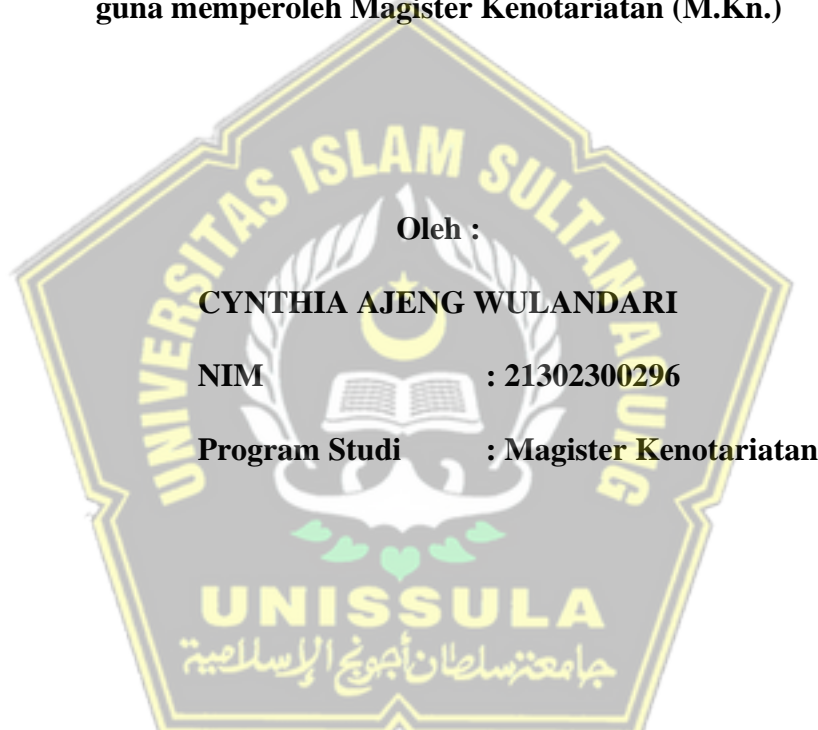 guna memperoleh Magister Kenotariatan (M.Kn.)
UNIVERSITAS ISLAM SULTAN AGUNG
Oleh :
CYNTHIA AJENG WULANDARI
NIM : 21302300296
Program Studi : Magister Kenotariatan
UNISSULA
جامعة سلطان أجونج الإسلامية